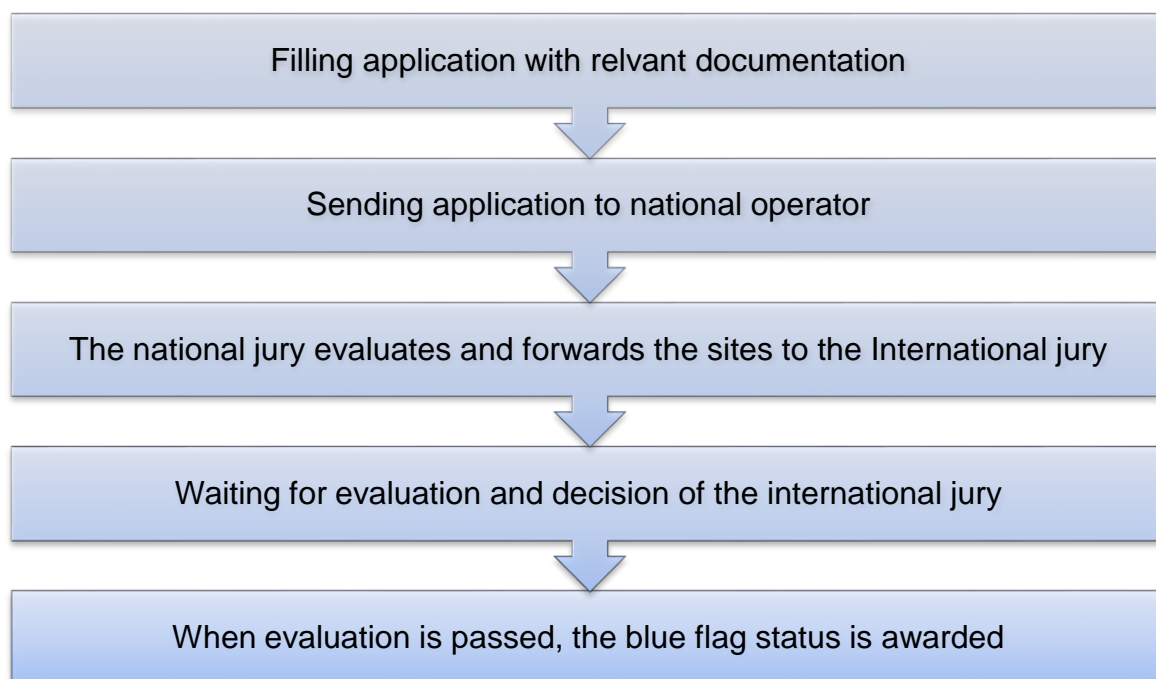 Filling application with relvant documentation
Sending application to national operator
The national jury evaluates and forwards the sites to the International jury
Waiting for evaluation and decision of the international jury
When evaluation is passed, the blue flag status is awarded